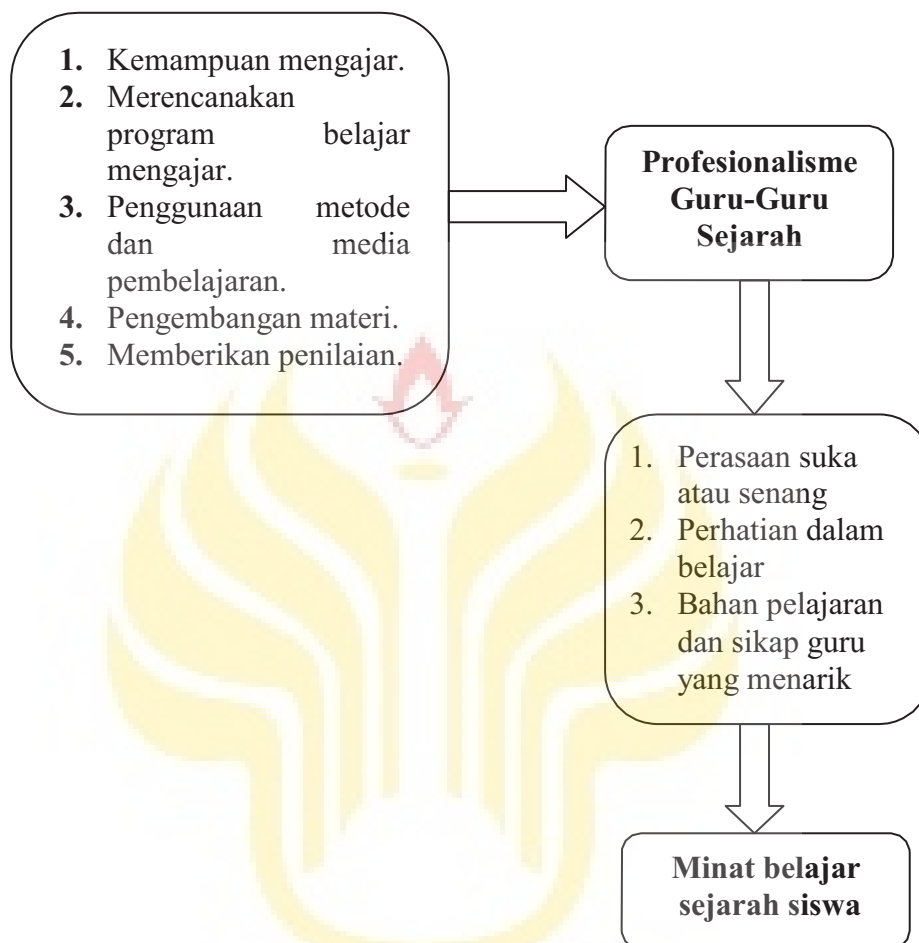 1. Kemampuan mengajar.
2. Merencanakan
program belajar
mengajar.
3. Penggunaan metode
dan media
pembelajaran.
4. Pengembangan materi.
5. Memberikan penilaian.
Profesionalisme
Guru-Guru
Sejarah
1. Perasaan suka
atau senang
2. Perhatian dalam
belajar
3. Bahan pelajaran
dan sikap guru
yang menarik
Minat belajar
sejarah siswa